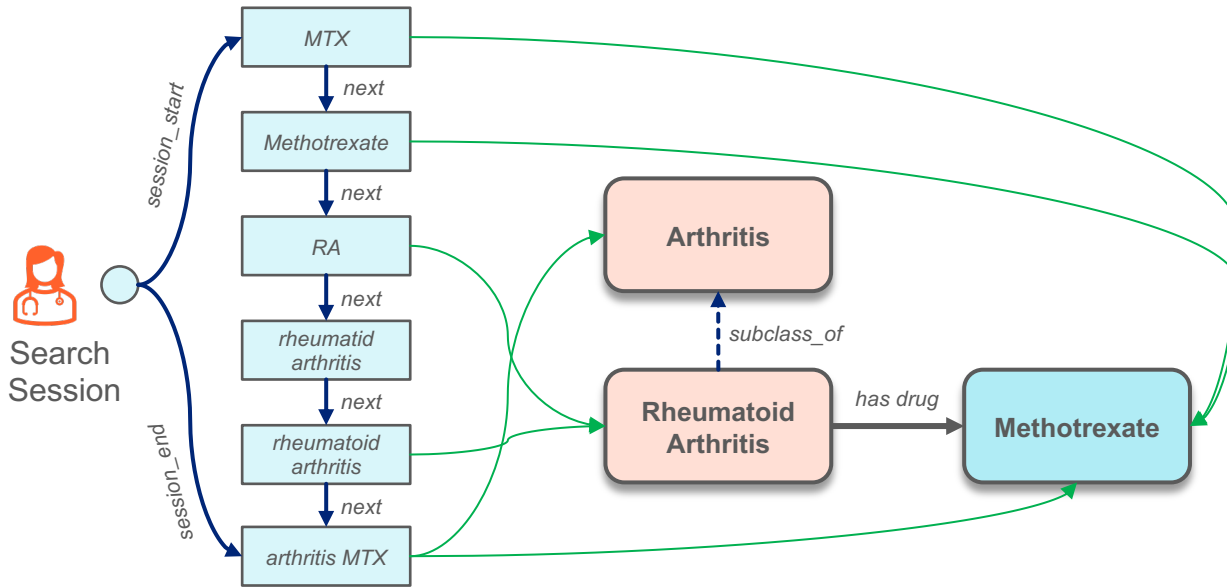 MTX
next
session_start
Methotrexate
next
RA
Arthritis
next
Search
Session
rheumatid
arthritis
subclass_of
next
Rheumatoid
Arthritis
has drug
Methotrexate
rheumatoid
arthritis
session_end
next
arthritis MTX